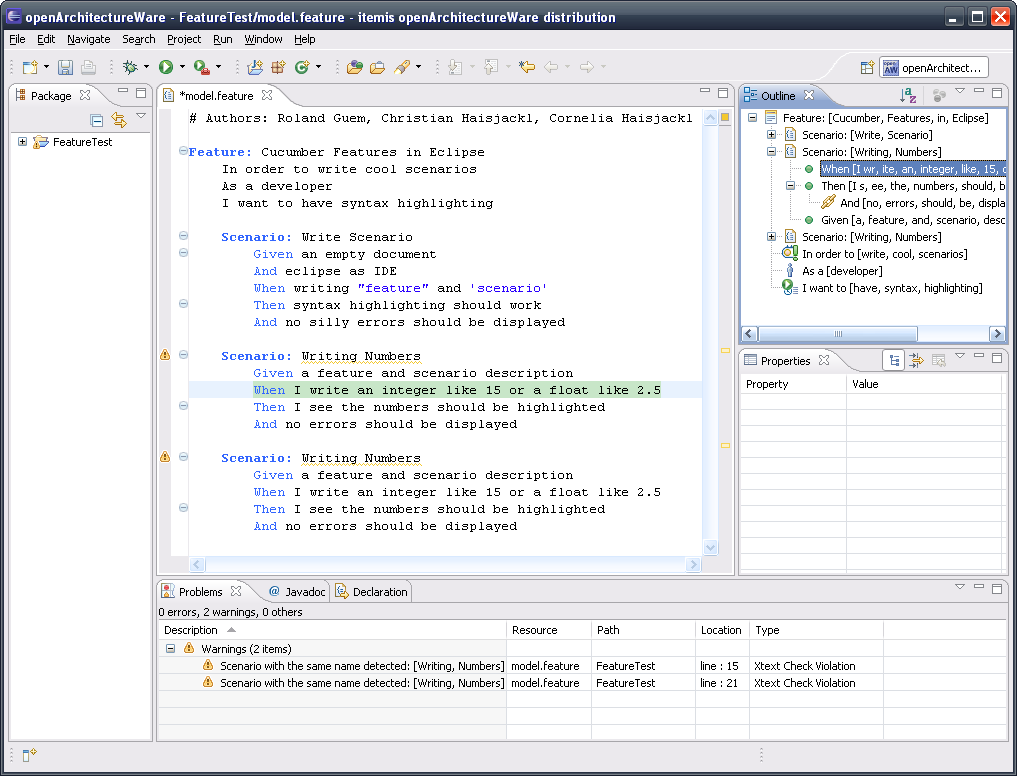 openArchitectureWare - FeatureTest/model.feature - itemis openArchitectureWare distribution
File Edit Navigate Search Project Run Window Help
openArchitect...
Package
FeatureTest
*model.feature
# Authors: Roland Guem, Christian Haisjackl, Cornelia Haisjackl
Feature: Cucumber Features in Eclipse
In order to write cool scenarios
As a developer
I want to have syntax highlighting
Scenario: Write Scenario
Given an empty document
And eclipse as IDE
When writing "feature" and 'scenario'
Then syntax highlighting should work
And no silly errors should be displayed
Scenario: Writing Numbers
Given a feature and scenario description
When I write an integer like 15 or a float like 2.5
Then I see the numbers should be highlighted
And no errors should be displayed
Scenario: Writing Numbers
Given a feature and scenario description
When I write an integer like 15 or a float like 2.5
Then I see the numbers should be highlighted
And no errors should be displayed
Outline
Feature: [Cucumber, Features, in, Eclipse]
Scenario: [Write, Scenario]
Scenario: [Writing, Numbers]
When [I wr, ite, an, integer, like, 15, o
Then [I s, ee, the, numbers, should, b
And [no, errors, should, be, displa
Given [a, feature, and, scenario, desc
Scenario: [Writing, Numbers]
In order to [write, cool, scenarios]
As a [developer]
I want to [have, syntax, highlighting]
Properties
Property Value
Problems Javadoc Declaration
0 errors, 2 warnings, 0 others
Description Resource Path Location Type
Warnings (2 items)
Scenario with the same name detected: [Writing, Numbers] model.feature FeatureTest line : 15 Xtext Check Violation
Scenario with the same name detected: [Writing, Numbers] model.feature FeatureTest line : 21 Xtext Check Violation